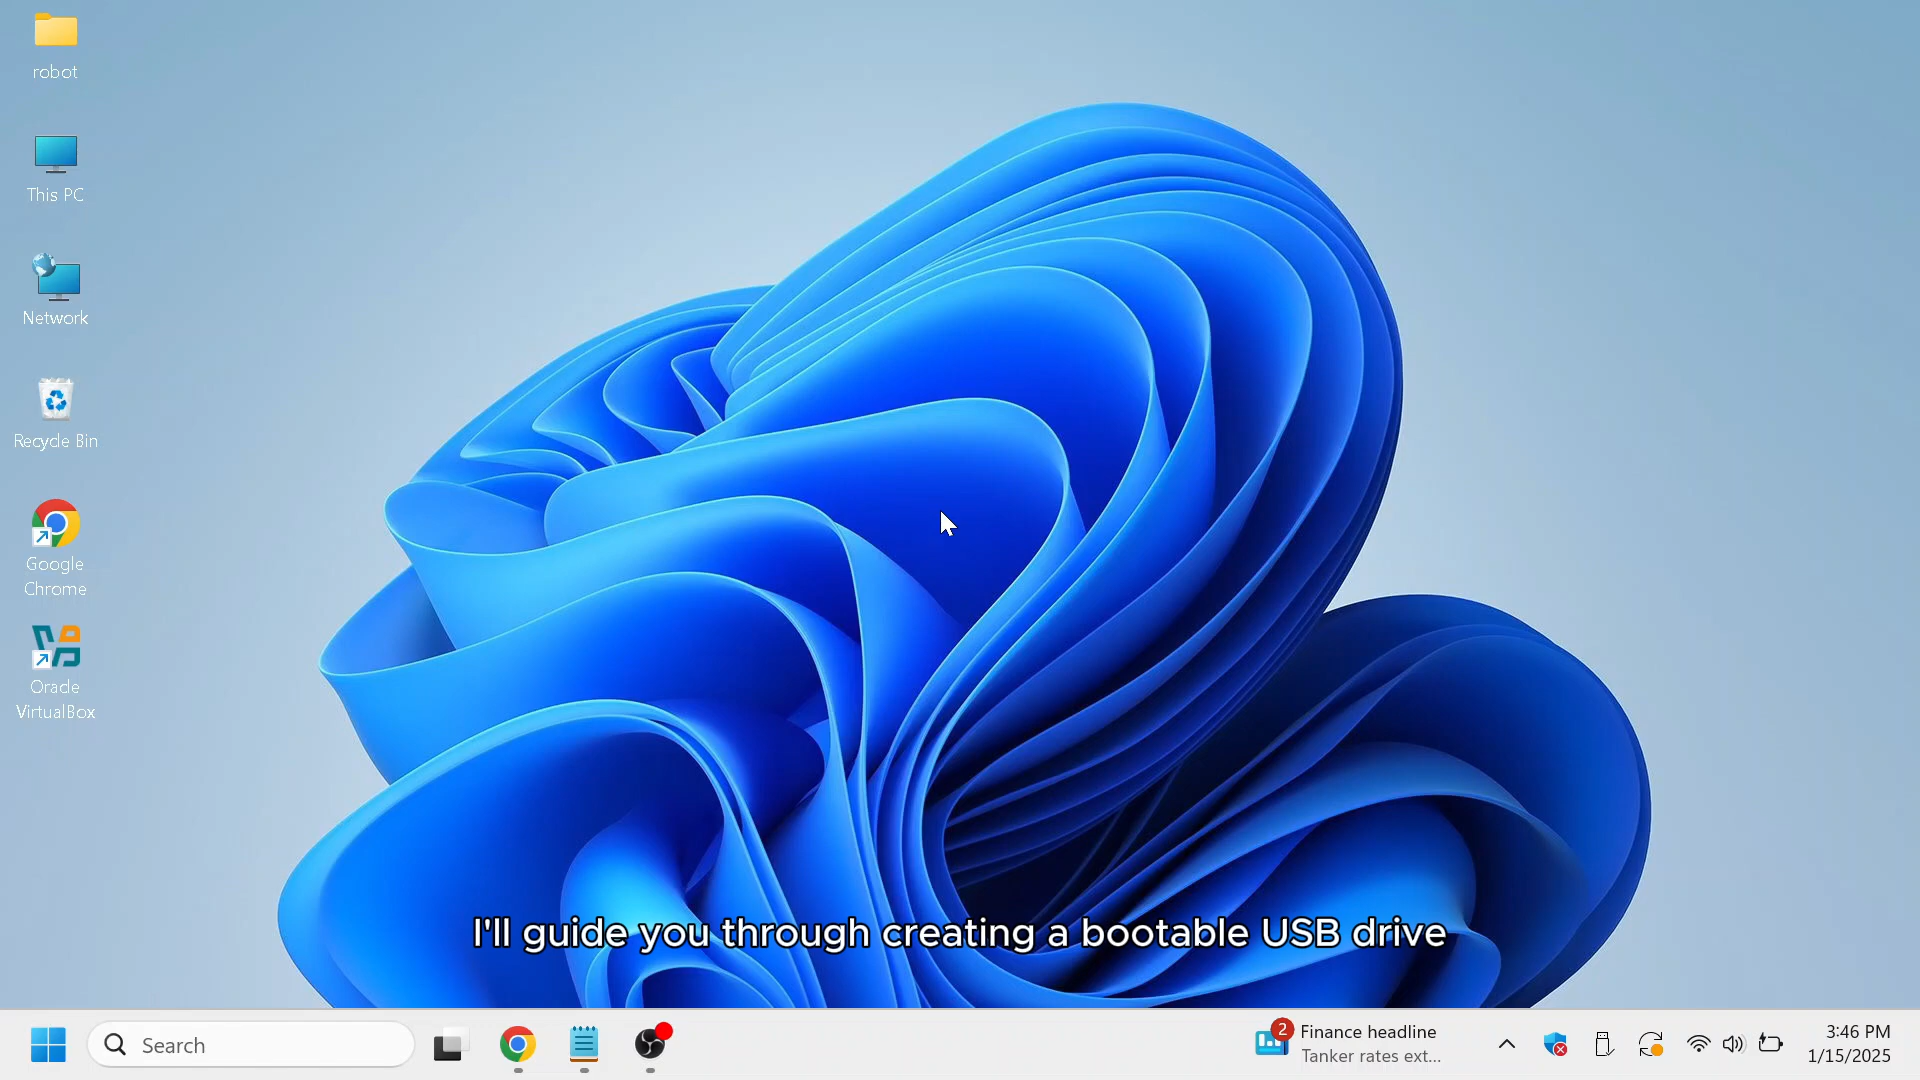 robot
This PC
Network
Recycle Bin
Google
Chrome
Oracle
VirtualBox
I'll guide you through creating a bootable USB drive
Search
2
Finance headline
Tanker rates ext...
3:46 PM
1/15/2025